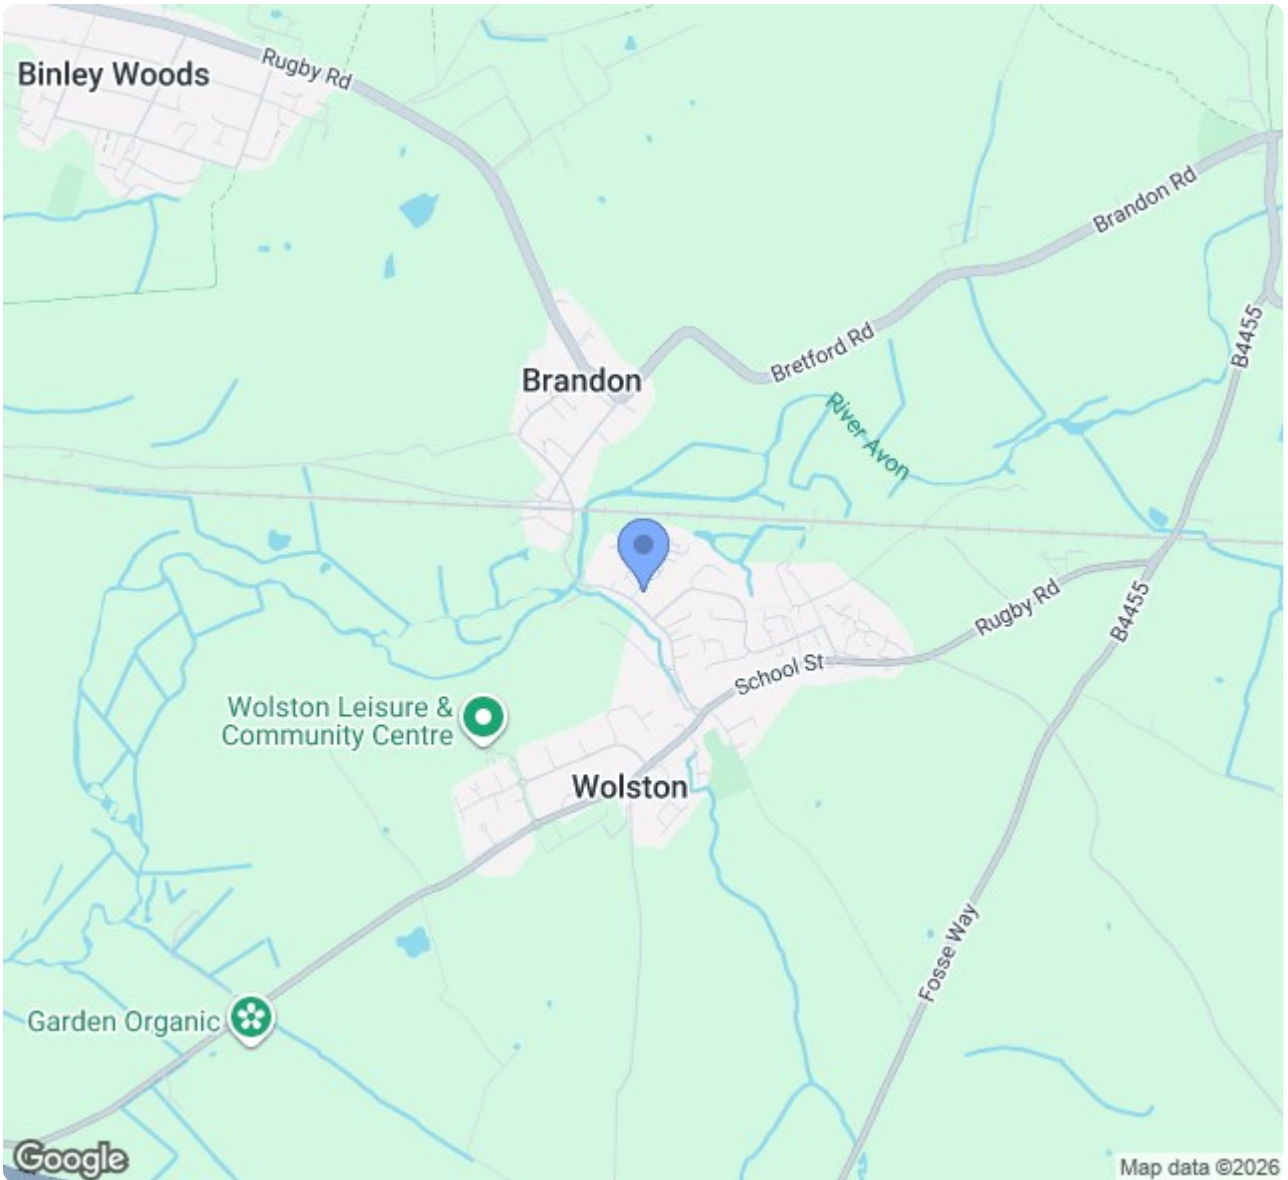 Rugby Rd
Binley Woods
Brandon Rd
B4455
Bretford Rd
Brandon
River Avon
Rugby Rd
B4455
School St
Wolston Leisure &
Community Centre
Wolston
Fosse Way
Garden Organic
Google
Map data ©2026